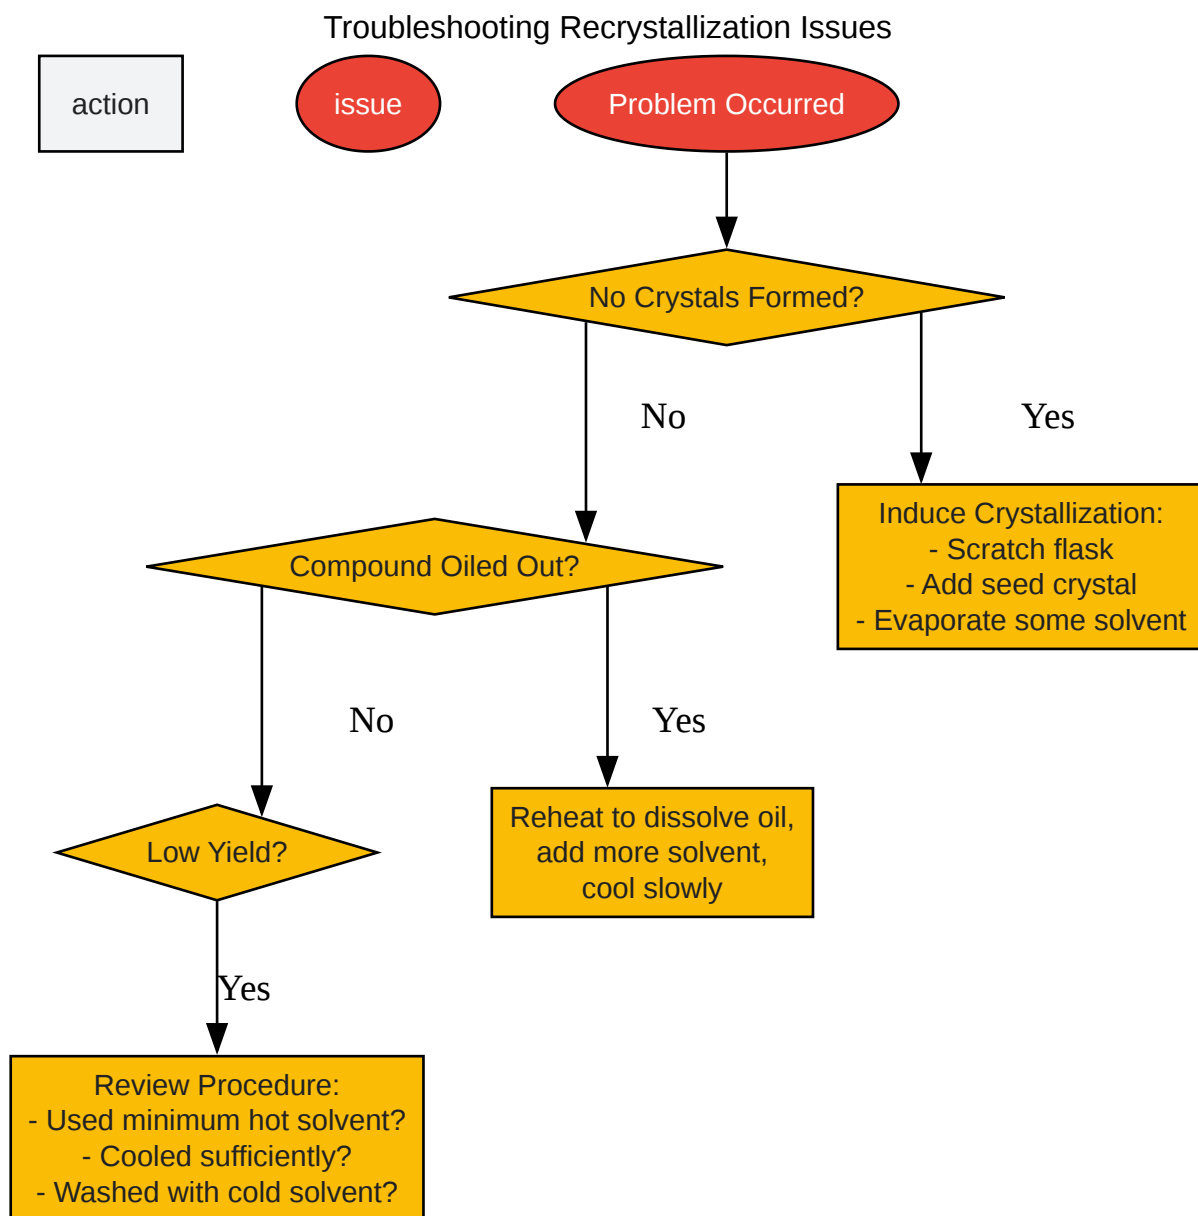 Troubleshooting Recrystallization Issues
action
issue
Problem Occurred
No Crystals Formed?
No
Yes
Induce Crystallization:
- Scratch flask
- Add seed crystal
- Evaporate some solvent
Compound Oiled Out?
No
Yes
Reheat to dissolve oil,
add more solvent,
cool slowly
Low Yield?
Yes
Review Procedure:
- Used minimum hot solvent?
- Cooled sufficiently?
- Washed with cold solvent?